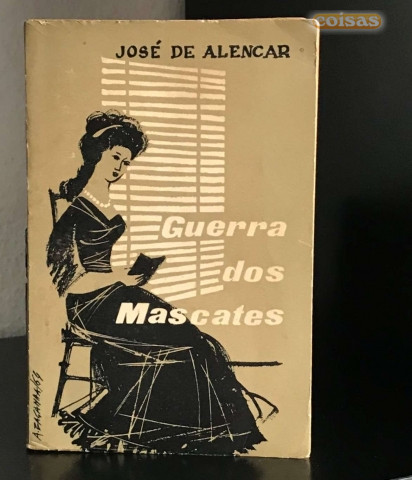 coisas
JOSÉ DE ALENCAR
Guerra
dos
Mascates